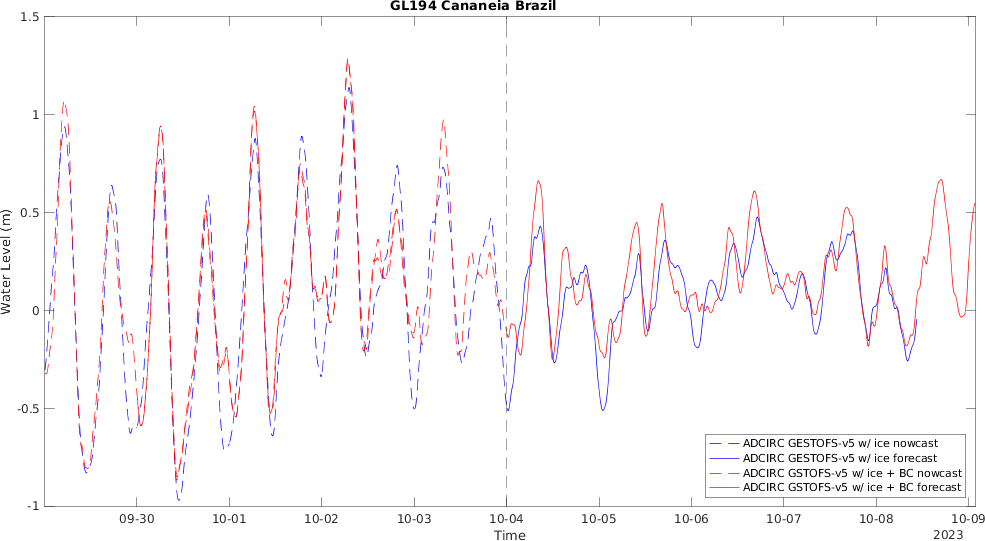 GL194 Cananeia Brazil
1.5
1
0.5
0
-0.5
-1
Water Level (m)
09-30 10-01 10-02 10-03 10-04 10-05 10-06 10-07 10-08 10-09
Time
2023
ADCIRC GESTOFS-v5 w/ ice nowcast
ADCIRC GESTOFS-v5 w/ ice forecast
ADCIRC GSTOFS-v5 w/ ice + BC nowcast
ADCIRC GSTOFS-v5 w/ ice + BC forecast